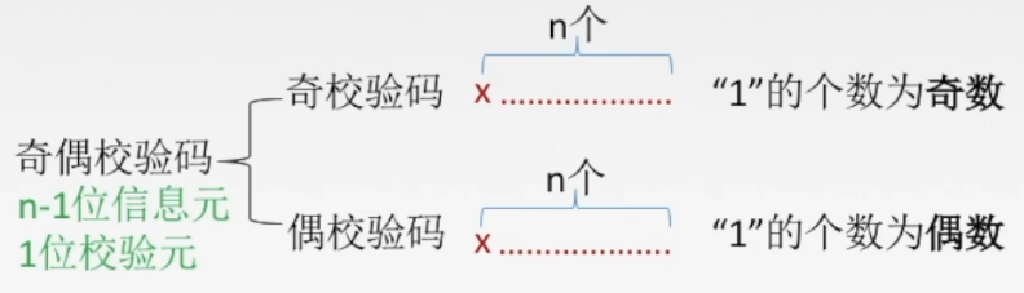 n个
奇校验码 x ................... “1”的个数为奇数
奇偶校验码
n-1位信息元
1位校验元
n个
偶校验码 x ................... “1”的个数为偶数